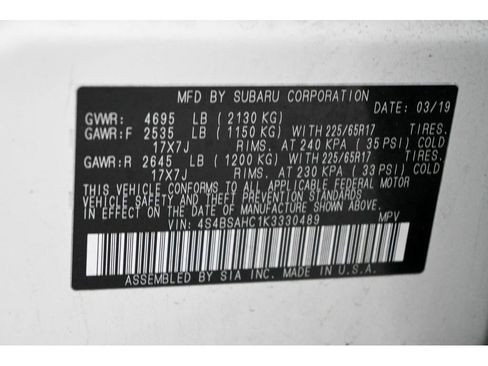 MFD BY SUBARU CORPORATION
DATE: 03/19
GVWR: 4695 LB ( 2130 KG)
GAWR:F 2535 LB ( 1150 KG) WITH 225/65R17 TIRES.
17X7J RIMS. AT 240 KPA ( 35 PSI) COLD
GAWR:R 2645 LB ( 1200 KG) WITH 225/65R17 TIRES.
17X7J RIMS. AT 230 KPA ( 33 PSI) COLD
THIS VEHICLE CONFORMS TO ALL APPLICABLE FEDERAL MOTOR
VEHICLE SAFETY AND THEFT PREVENTION STANDARDS
IN EFFECT ON THE DATE OF MANUFACTURE SHOWN ABOVE.
VIN: 4S4BSAHC1K3330489 MPV
ASSEMBLED BY SIA INC. MADE IN U.S.A.